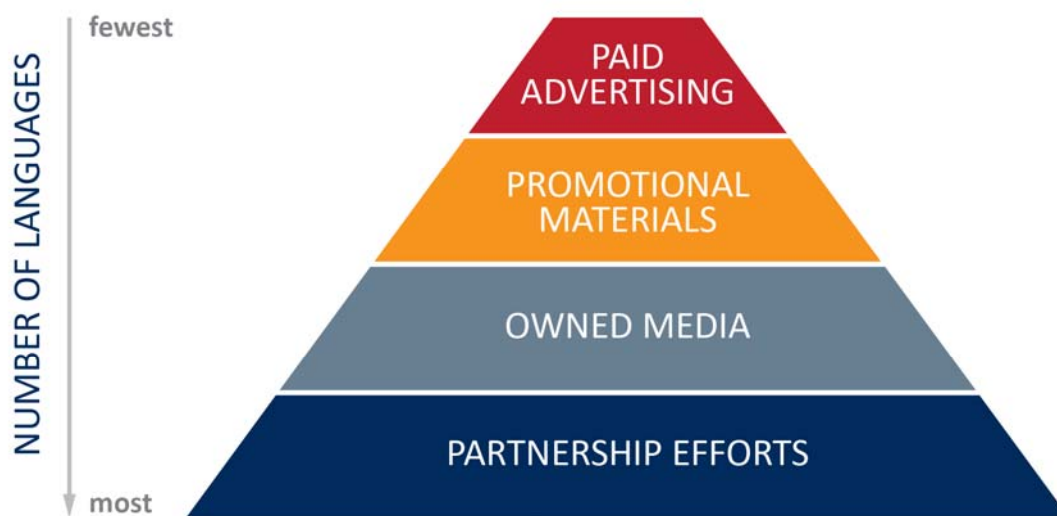 NUMBER OF LANGUAGES
fewest
PAID
ADVERTISING
PROMOTIONAL
MATERIALS
OWNED MEDIA
PARTNERSHIP EFFORTS
most